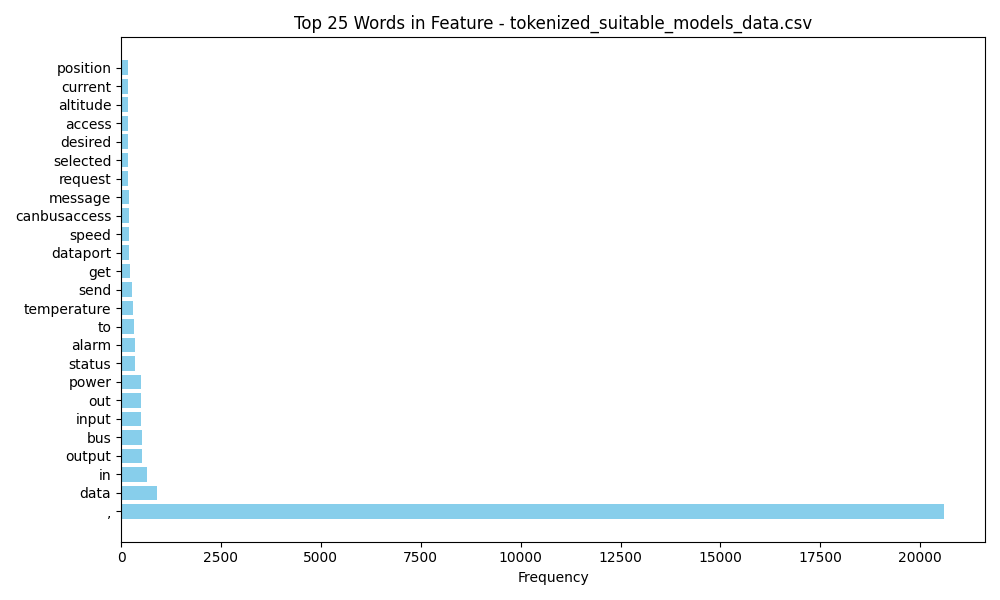 Top 25 Words in Feature - tokenized_suitable_models_data.csv
position
current
altitude
access
desired
selected
request
message
canbusaccess
speed
dataport
get
send
temperature
to
alarm
status
power
out
input
bus
output
in
data
,
0 2500 5000 7500 10000 12500 15000 17500 20000
Frequency